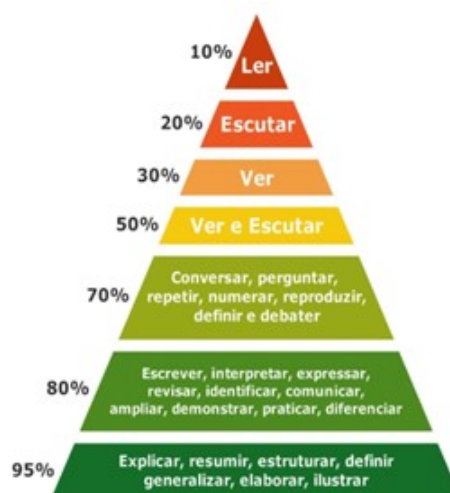 10%
Ler
20%
Escutar
30%
Ver
50%
Ver e Escutar
70%
Conversar, perguntar,
repetir, numerar, reproduzir,
definir e debater
80%
Escrever, interpretar, expressar,
revisar, identificar, comunicar,
ampliar, demonstrar, praticar, diferenciar
95%
Explicar, resumir, estruturar, definir
generalizar, elaborar, ilustrar